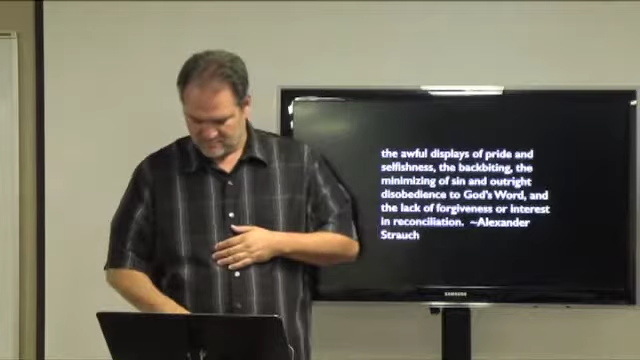 the awful displays of pride and
selfishness, the backbiting, the
minimizing of sin and outright
disobedience to God's Word, and
the lack of forgiveness or interest
in reconciliation. ~Alexander
Strauch
SAMSUNG